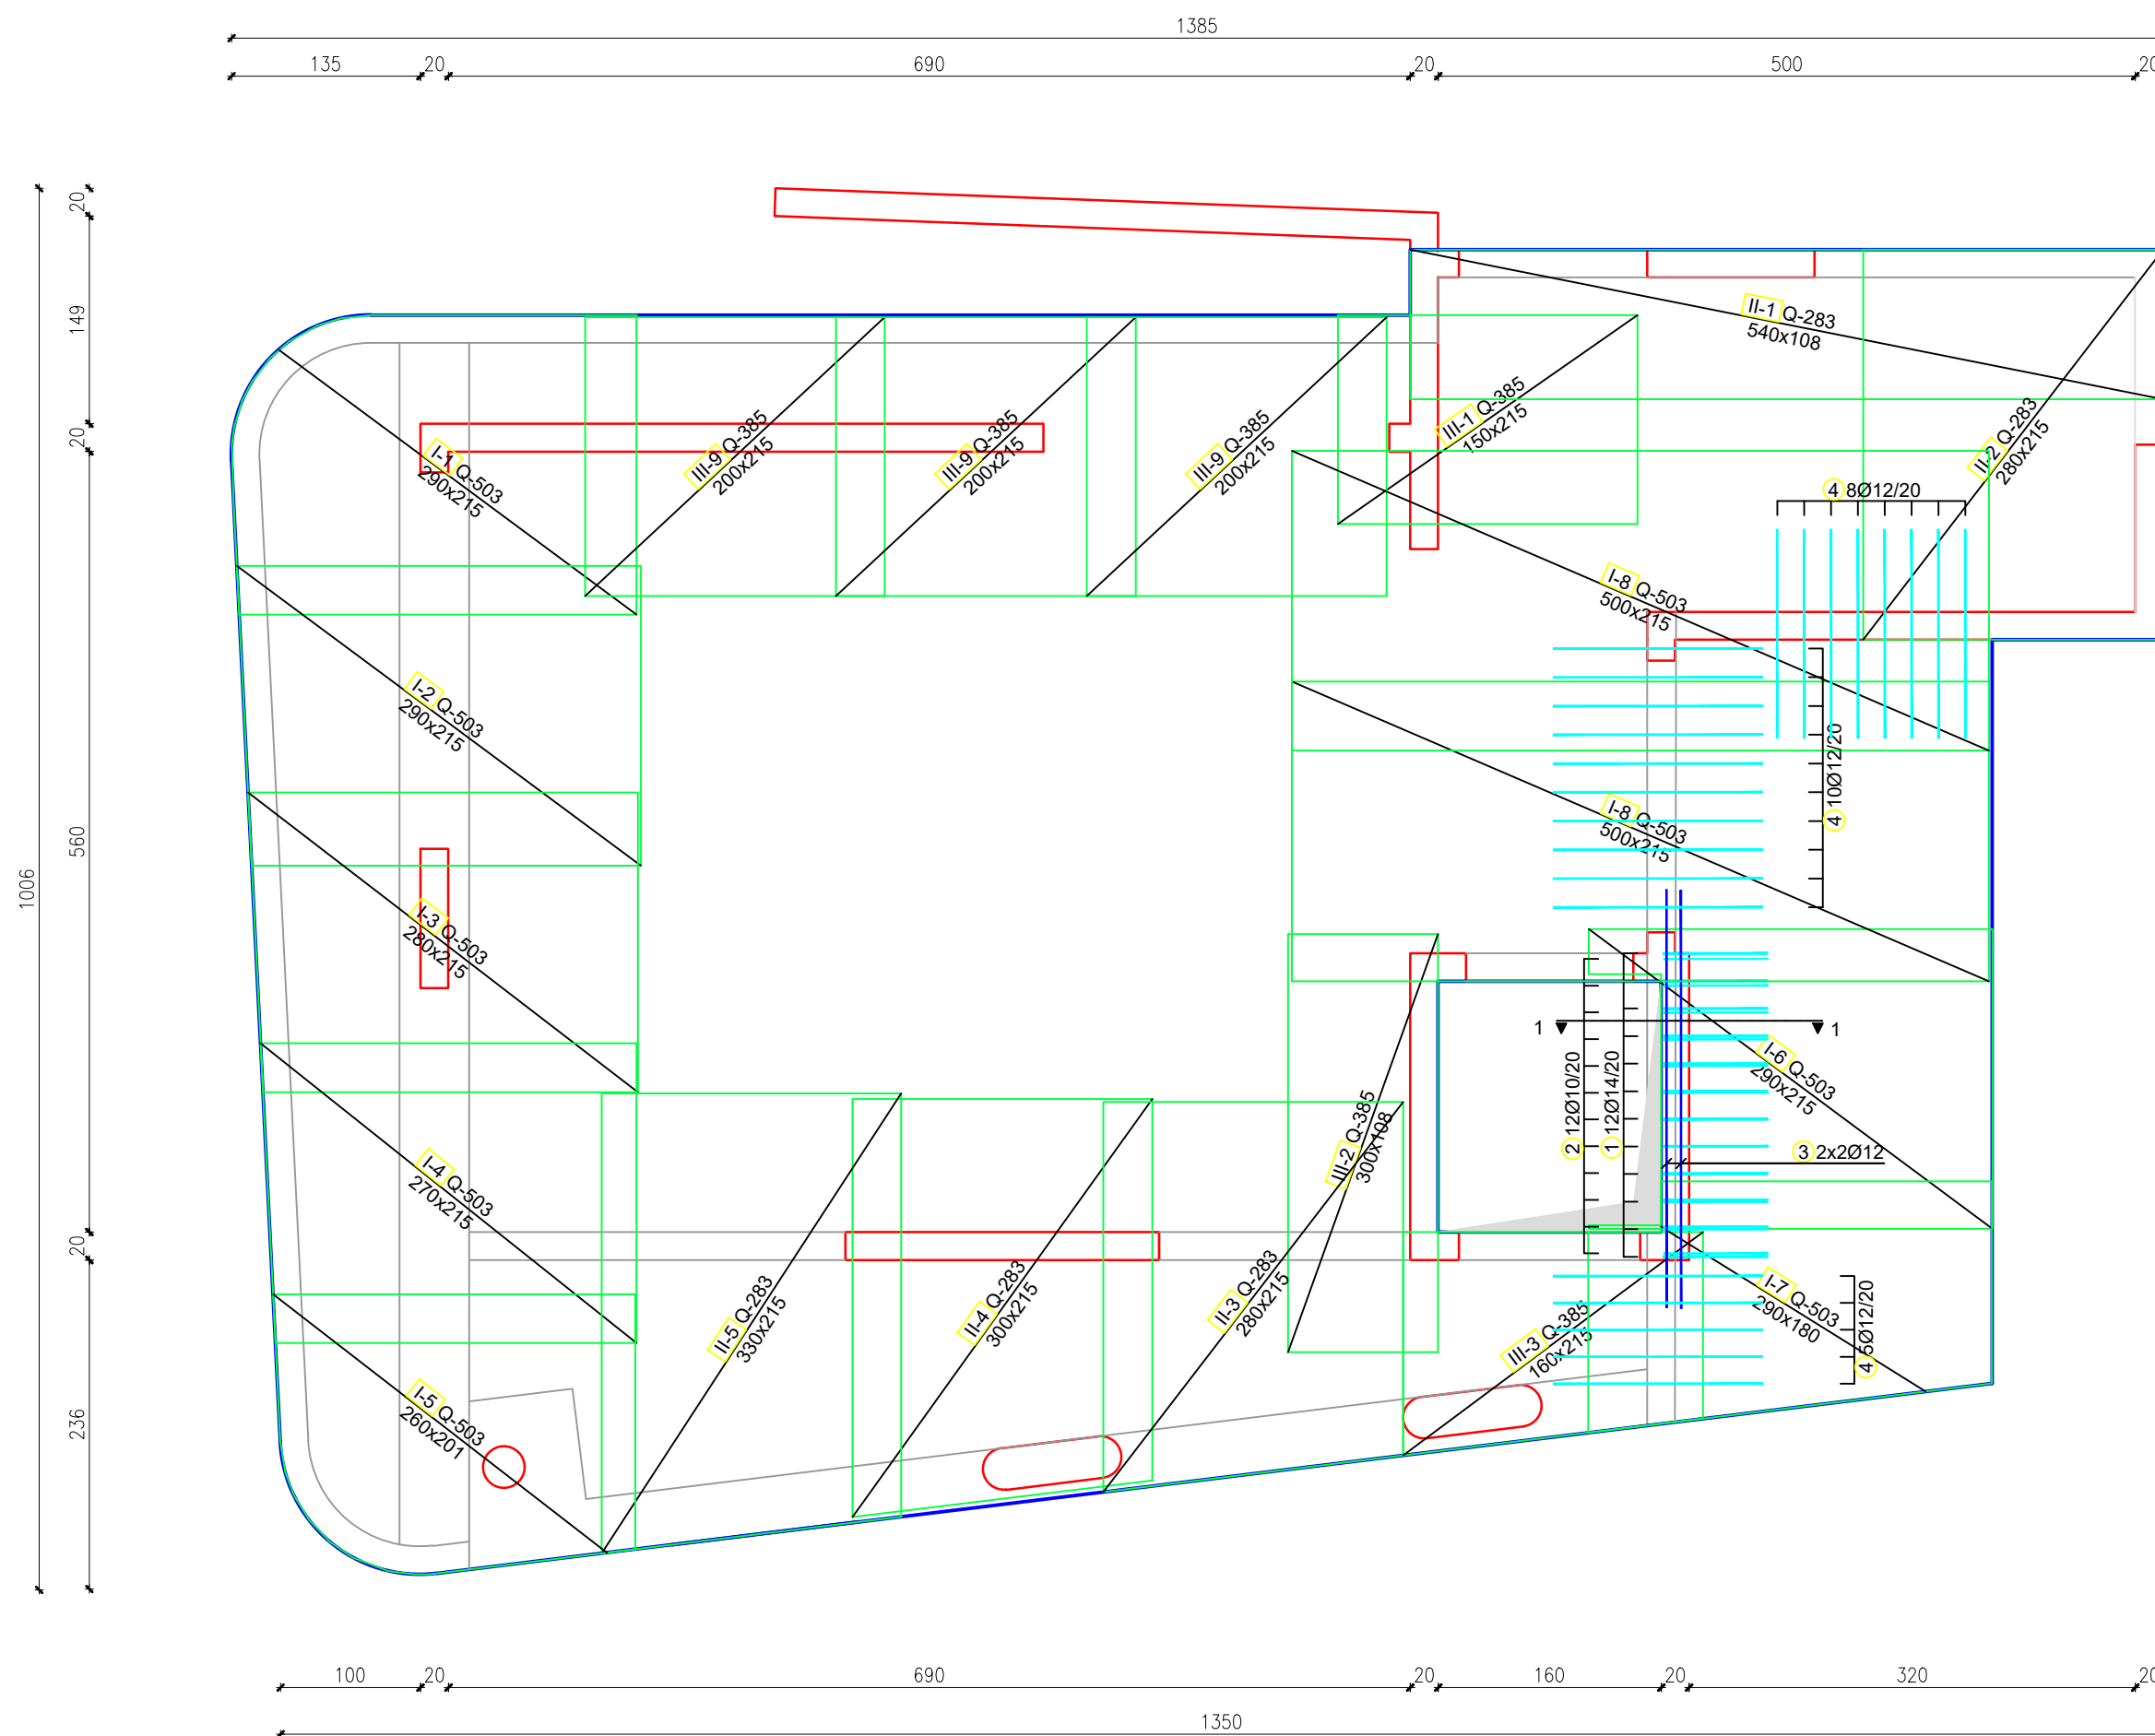 1385
135
20
690
20
500
20
20
149
20
560
1006
20
236
II-1 Q-283
540x108
II-2 Q-283
280x215
I-1 Q-503
290x215
III-9 Q-385
200x215
III-9 Q-385
200x215
III-9 Q-385
200x215
III-1 Q-385
150x215
4 8Ø12/20
I-8 Q-503
500x215
I-2 Q-503
290x215
4 10Ø12/20
I-8 Q-503
500x215
I-3 Q-503
280x215
1
1
I-6 Q-503
290x215
2 12Ø10/20
1 12Ø14/20
III-2 Q-385
300x108
3 2x2Ø12
I-4 Q-503
270x215
II-5 Q-283
330x215
II-4 Q-283
300x215
II-3 Q-283
280x215
III-3 Q-385
160x215
I-7 Q-503
290x180
4 5Ø12/20
I-5 Q-503
260x201
100
20
690
20
160
20
320
20
1350